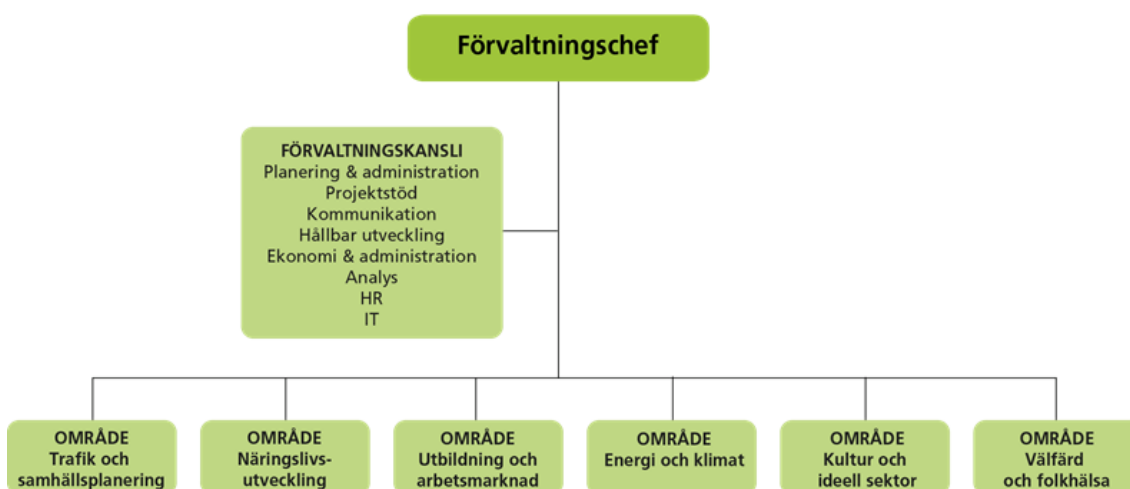 Förvaltningschef
FÖRVALTNINGSKANSLI
Planering & administration
Projektstöd
Kommunikation
Hållbar utveckling
Ekonomi & administration
Analys
HR
IT
OMRÅDE
Trafik och
samhällsplanering
OMRÅDE
Näringslivs-
utveckling
OMRÅDE
Utbildning och
arbetsmarknad
OMRÅDE
Energi och klimat
OMRÅDE
Kultur och
ideell sektor
OMRÅDE
Välfärd
och folkhälsa